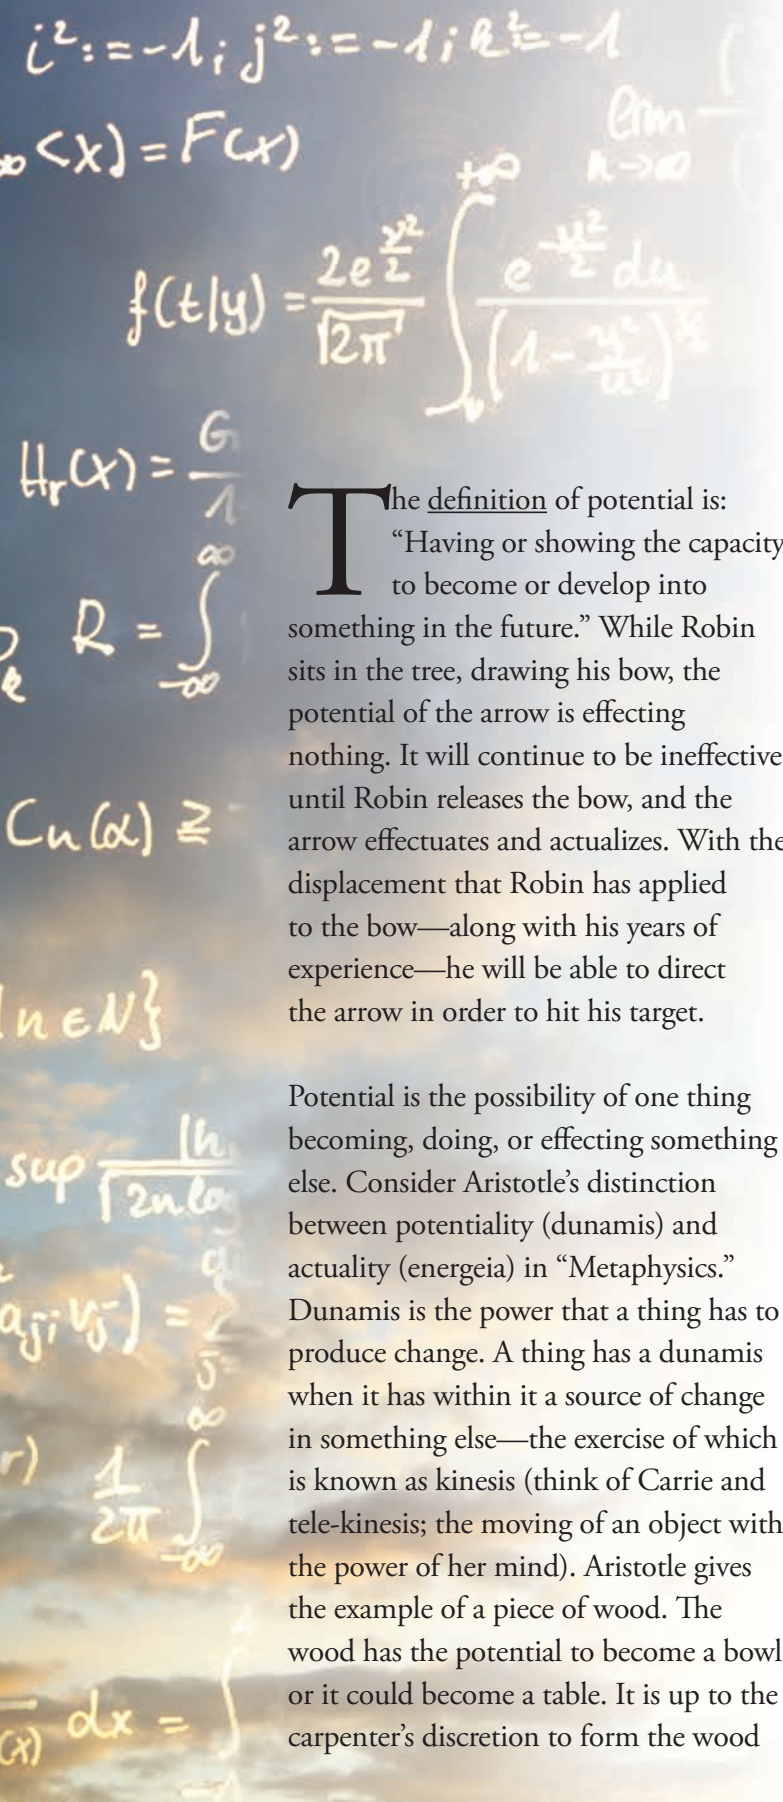 i²:=-1; j²:=-1; k²=-1
<x)=F(x)
lim
n→∞
+∞
f(t|y) = 2e^{y²/2} / √2π ∫ e^{-u²/2} du
H_r(x) = G
1
∞
R = ∫
-∞
Cn(α) ≥
n∈N}
sup
√2n log
a_{ji} v_j) =
∞
r) 1/2π ∫
-∞
(x) dx = ∫
The definition of potential is:
“Having or showing the capacity
to become or develop into
something in the future.” While Robin
sits in the tree, drawing his bow, the
potential of the arrow is effecting
nothing. It will continue to be ineffective
until Robin releases the bow, and the
arrow effectuates and actualizes. With the
displacement that Robin has applied
to the bow—along with his years of
experience—he will be able to direct
the arrow in order to hit his target.
Potential is the possibility of one thing
becoming, doing, or effecting something
else. Consider Aristotle’s distinction
between potentiality (dunamis) and
actuality (energeia) in “Metaphysics.”
Dunamis is the power that a thing has to
produce change. A thing has a dunamis
when it has within it a source of change
in something else—the exercise of which
is known as kinesis (think of Carrie and
tele-kinesis; the moving of an object with
the power of her mind). Aristotle gives
the example of a piece of wood. The
wood has the potential to become a bowl
or it could become a table. It is up to the
carpenter’s discretion to form the wood